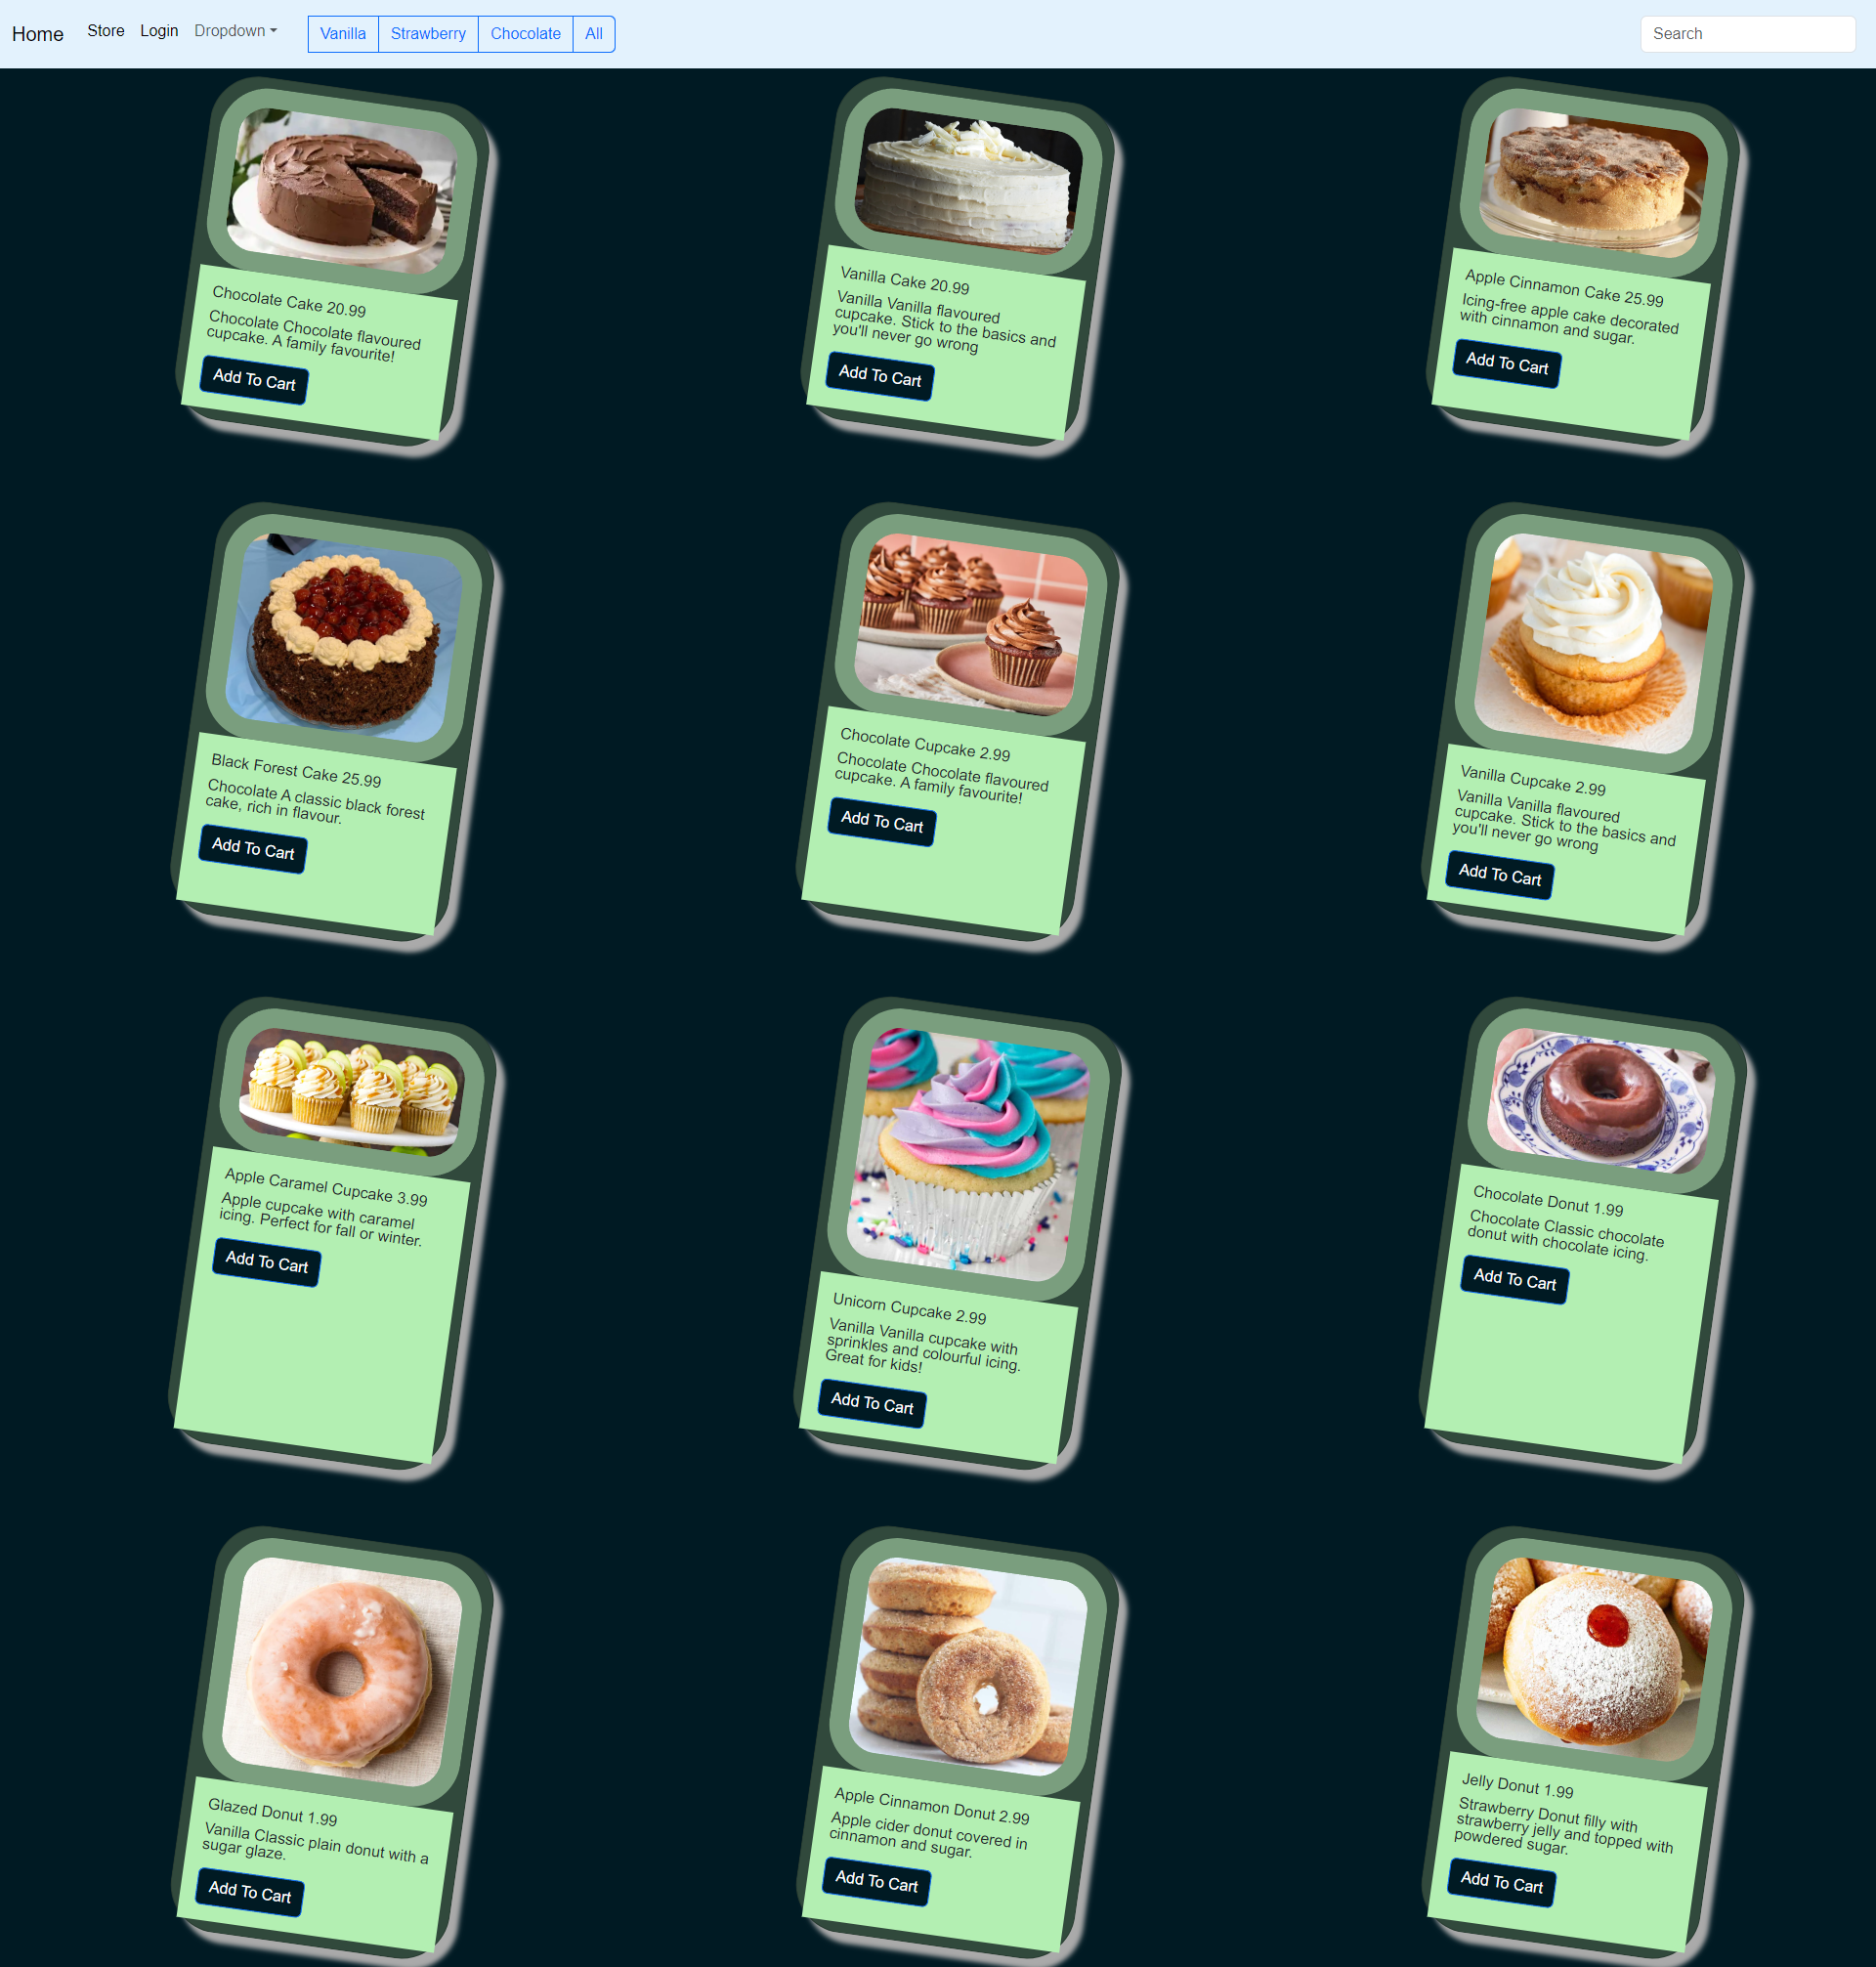 Home Store Login Dropdown Vanilla Strawberry Chocolate All Search
Chocolate Cake 20.99
Chocolate Chocolate flavoured
cupcake. A family favourite!
Add To Cart
Vanilla Cake 20.99
Vanilla Vanilla flavoured
cupcake. Stick to the basics and
you'll never go wrong
Add To Cart
Apple Cinnamon Cake 25.99
Icing-free apple cake decorated
with cinnamon and sugar.
Add To Cart
Black Forest Cake 25.99
Chocolate A classic black forest
cake, rich in flavour.
Add To Cart
Chocolate Cupcake 2.99
Chocolate Chocolate flavoured
cupcake. A family favourite!
Add To Cart
Vanilla Cupcake 2.99
Vanilla Vanilla flavoured
cupcake. Stick to the basics and
you'll never go wrong
Add To Cart
Apple Caramel Cupcake 3.99
Apple cupcake with caramel
icing. Perfect for fall or winter.
Add To Cart
Unicorn Cupcake 2.99
Vanilla Vanilla cupcake with
sprinkles and colourful icing.
Great for kids!
Add To Cart
Chocolate Donut 1.99
Chocolate Classic chocolate
donut with chocolate icing.
Add To Cart
Glazed Donut 1.99
Vanilla Classic plain donut with a
sugar glaze.
Add To Cart
Apple Cinnamon Donut 2.99
Apple cider donut covered in
cinnamon and sugar.
Add To Cart
Jelly Donut 1.99
Strawberry Donut filly with
strawberry jelly and topped with
powdered sugar.
Add To Cart